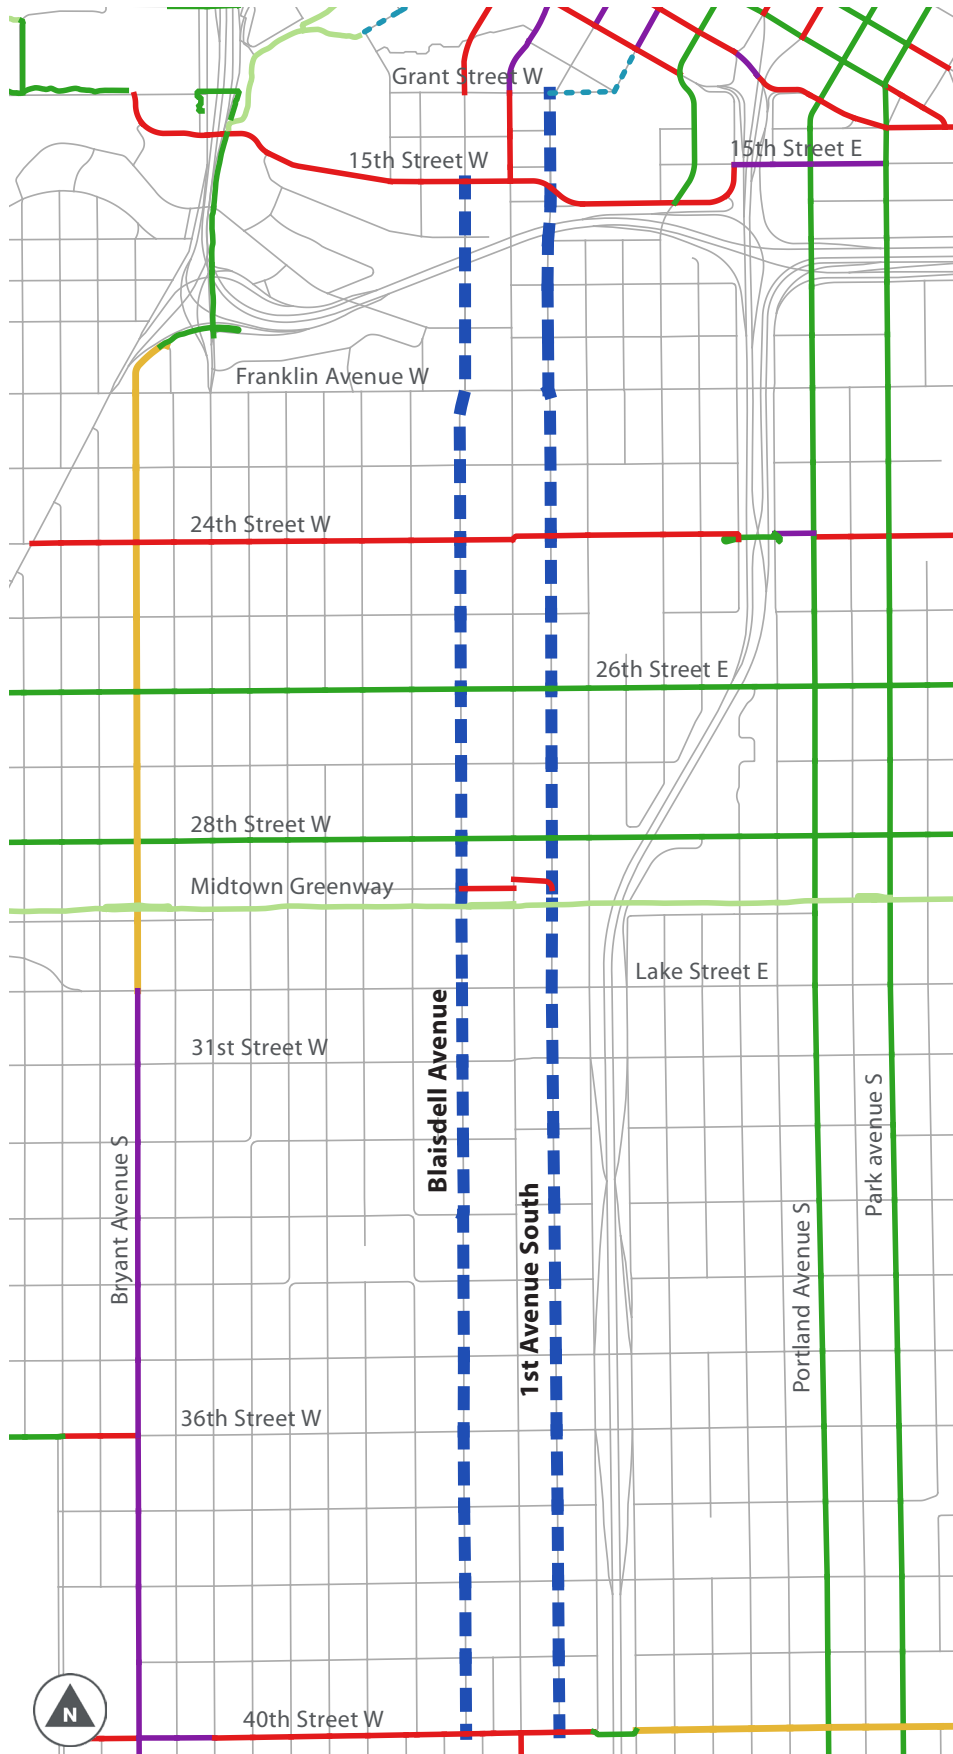 Grant Street W
15th Street E
15th Street W
Franklin Avenue W
24th Street W
26th Street E
28th Street W
Midtown Greenway
Lake Street E
31st Street W
Blaisdell Avenue
Park avenue S
Bryant Avenue S
1st Avenue South
Portland Avenue S
36th Street W
N
40th Street W